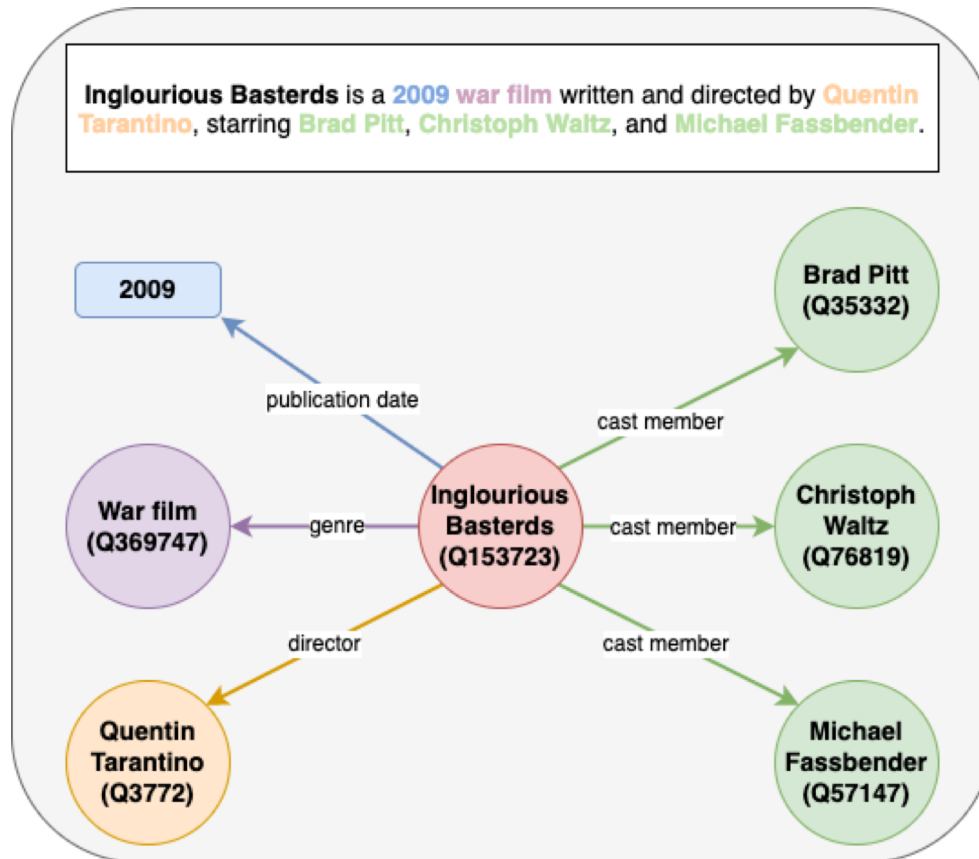 Inglourious Basterds is a 2009 war film written and directed by Quentin
Tarantino, starring Brad Pitt, Christoph Waltz, and Michael Fassbender.
2009
Brad Pitt
(Q35332)
publication date
cast member
War film
(Q369747)
genre
Inglourious
Basterds
(Q153723)
cast member
Christoph
Waltz
(Q76819)
director
cast member
Quentin
Tarantino
(Q3772)
Michael
Fassbender
(Q57147)